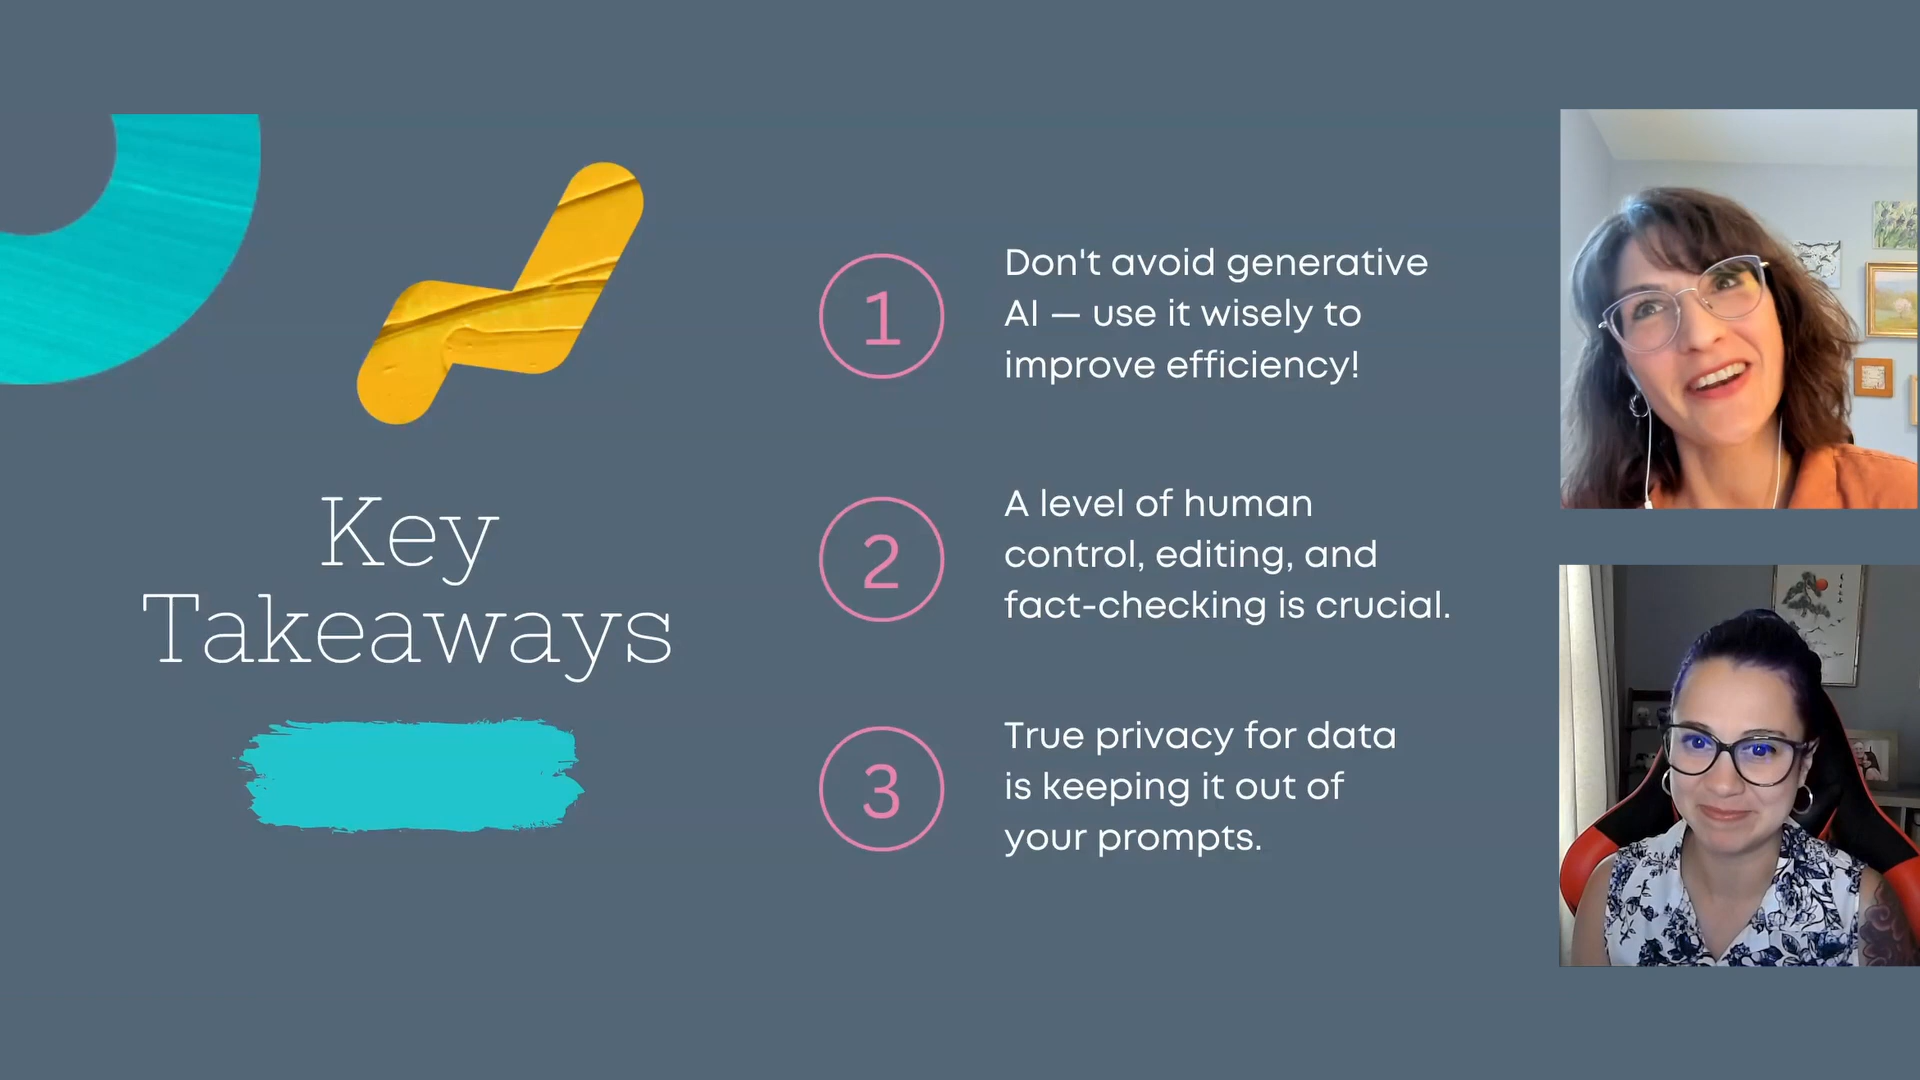 Key
Takeaways
1
Don't avoid generative
AI — use it wisely to
improve efficiency!
2
A level of human
control, editing, and
fact-checking is crucial.
3
True privacy for data
is keeping it out of
your prompts.